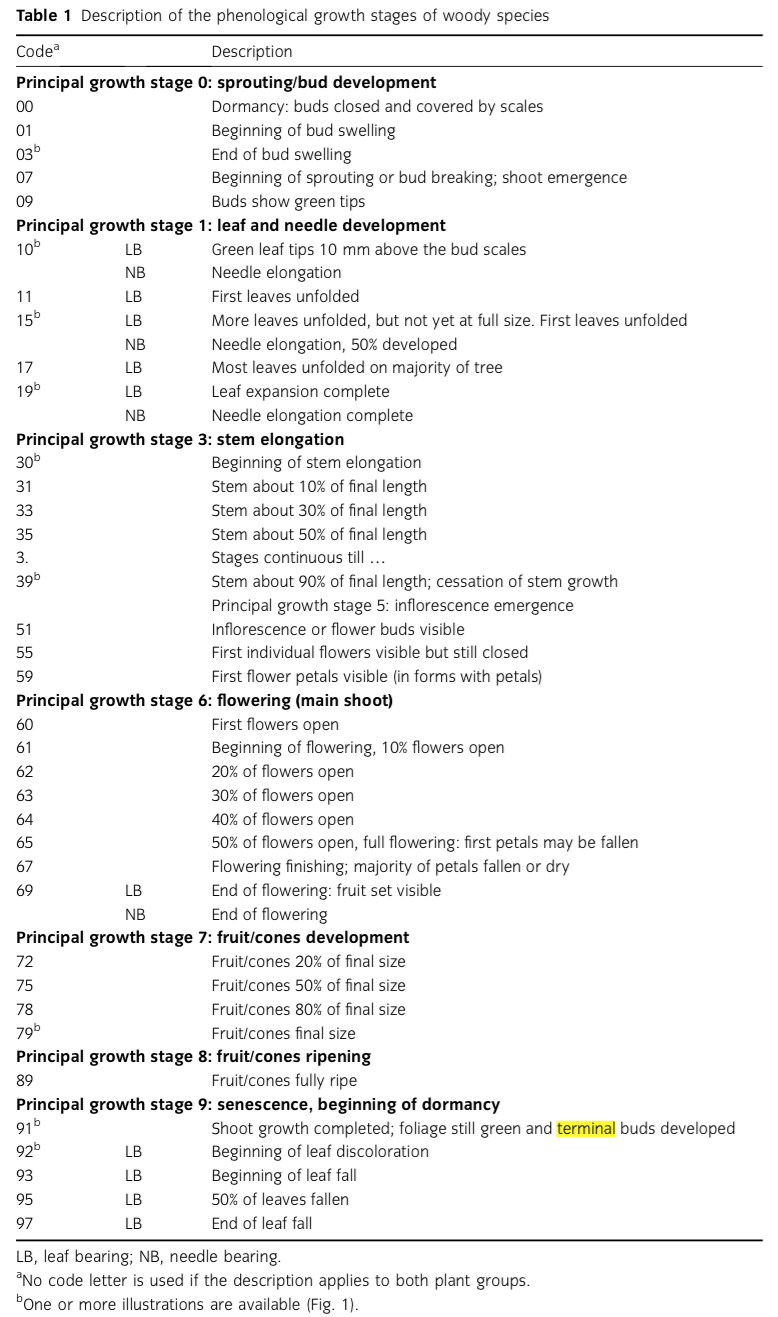 Table 1 Description of the phenological growth stages of woody species
Codeᵃ Description
Principal growth stage 0: sprouting/bud development
00 Dormancy: buds closed and covered by scales
01 Beginning of bud swelling
03ᵇ End of bud swelling
07 Beginning of sprouting or bud breaking; shoot emergence
09 Buds show green tips
Principal growth stage 1: leaf and needle development
10ᵇ LB Green leaf tips 10 mm above the bud scales
NB Needle elongation
11 LB First leaves unfolded
15ᵇ LB More leaves unfolded, but not yet at full size. First leaves unfolded
NB Needle elongation, 50% developed
17 LB Most leaves unfolded on majority of tree
19ᵇ LB Leaf expansion complete
NB Needle elongation complete
Principal growth stage 3: stem elongation
30ᵇ Beginning of stem elongation
31 Stem about 10% of final length
33 Stem about 30% of final length
35 Stem about 50% of final length
3. Stages continuous till …
39ᵇ Stem about 90% of final length; cessation of stem growth
Principal growth stage 5: inflorescence emergence
51 Inflorescence or flower buds visible
55 First individual flowers visible but still closed
59 First flower petals visible (in forms with petals)
Principal growth stage 6: flowering (main shoot)
60 First flowers open
61 Beginning of flowering, 10% flowers open
62 20% of flowers open
63 30% of flowers open
64 40% of flowers open
65 50% of flowers open, full flowering: first petals may be fallen
67 Flowering finishing; majority of petals fallen or dry
69 LB End of flowering: fruit set visible
NB End of flowering
Principal growth stage 7: fruit/cones development
72 Fruit/cones 20% of final size
75 Fruit/cones 50% of final size
78 Fruit/cones 80% of final size
79ᵇ Fruit/cones final size
Principal growth stage 8: fruit/cones ripening
89 Fruit/cones fully ripe
Principal growth stage 9: senescence, beginning of dormancy
91ᵇ Shoot growth completed; foliage still green and terminal buds developed
92ᵇ LB Beginning of leaf discoloration
93 LB Beginning of leaf fall
95 LB 50% of leaves fallen
97 LB End of leaf fall
LB, leaf bearing; NB, needle bearing.
ᵃNo code letter is used if the description applies to both plant groups.
ᵇOne or more illustrations are available (Fig. 1).